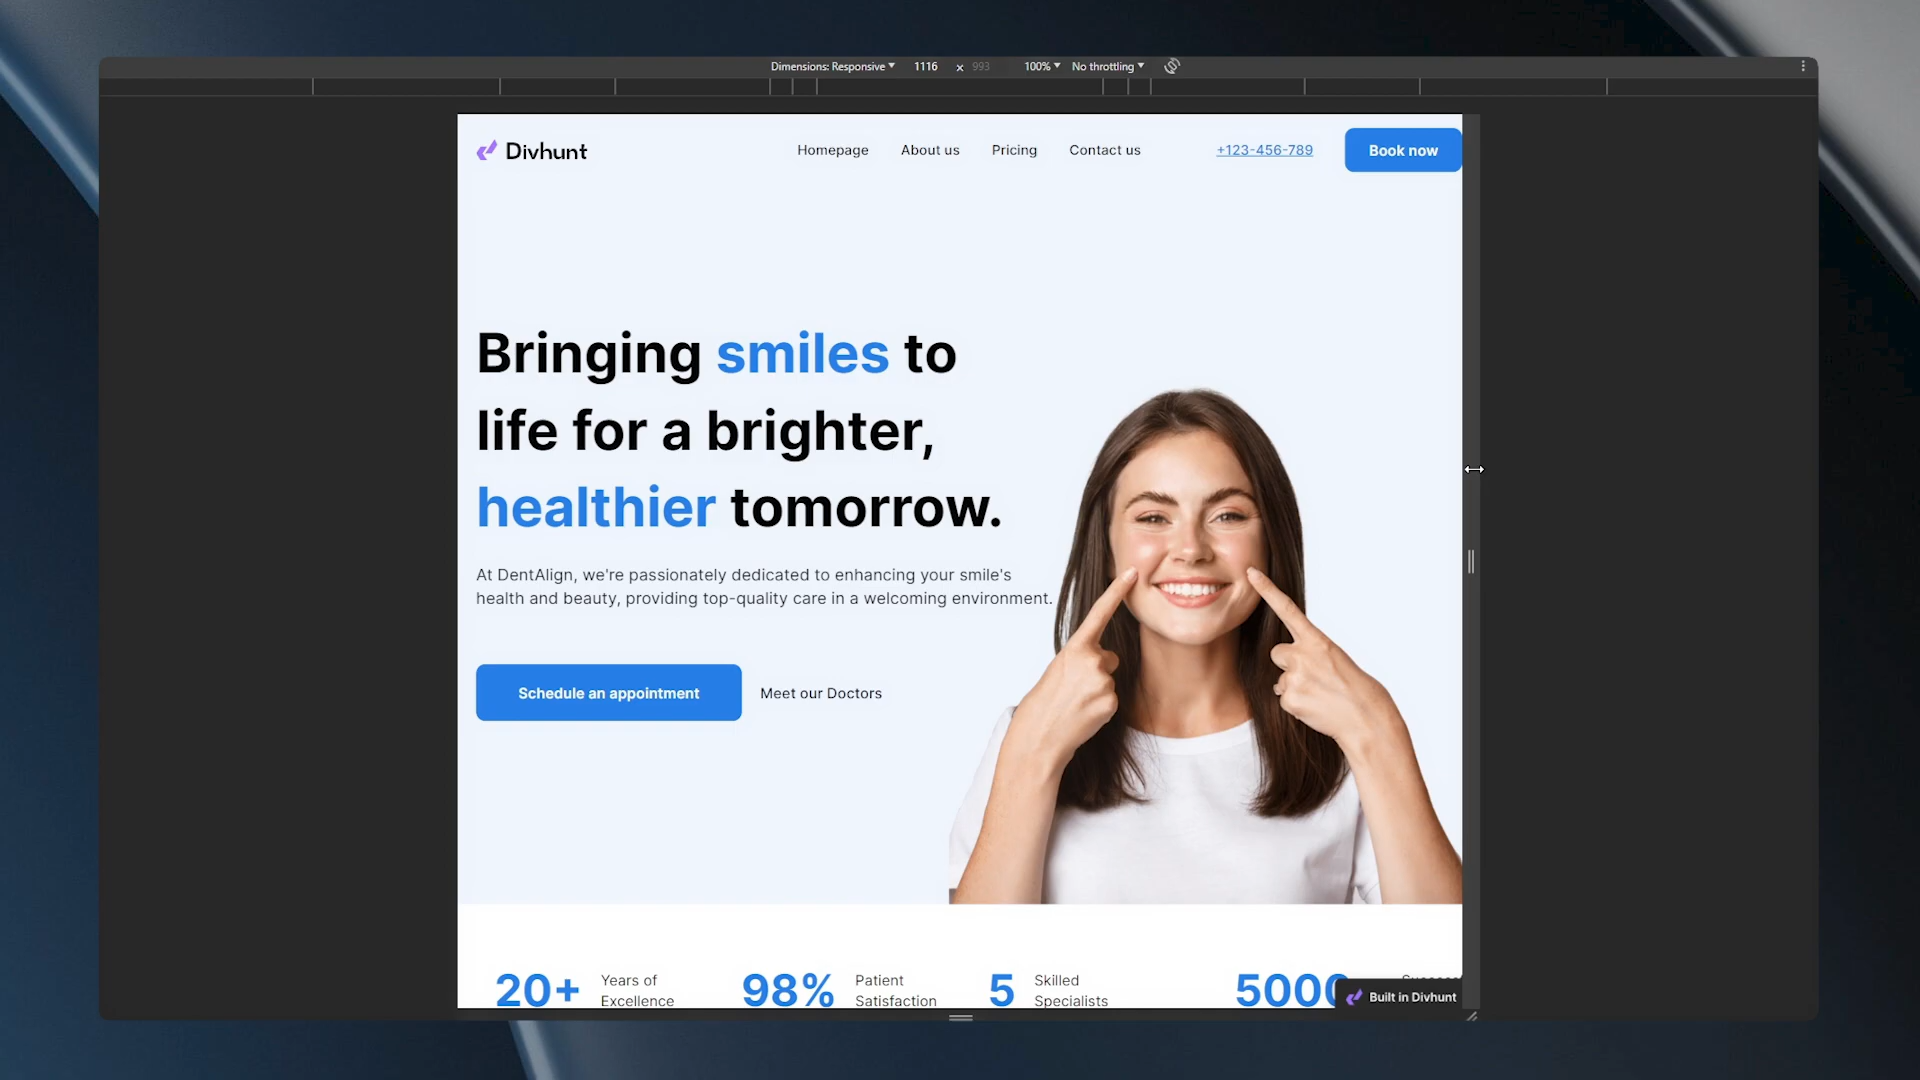 Dimensions: Responsive 1116 x 993 100% No throttling
Divhunt
Homepage About us Pricing Contact us +123-456-789 Book now
Bringing smiles to
life for a brighter,
healthier tomorrow.
At DentAlign, we're passionately dedicated to enhancing your smile's
health and beauty, providing top-quality care in a welcoming environment.
Schedule an appointment Meet our Doctors
20+ Years of
Excellence
98% Patient
Satisfaction
5 Skilled
Specialists
5000
Built in Divhunt